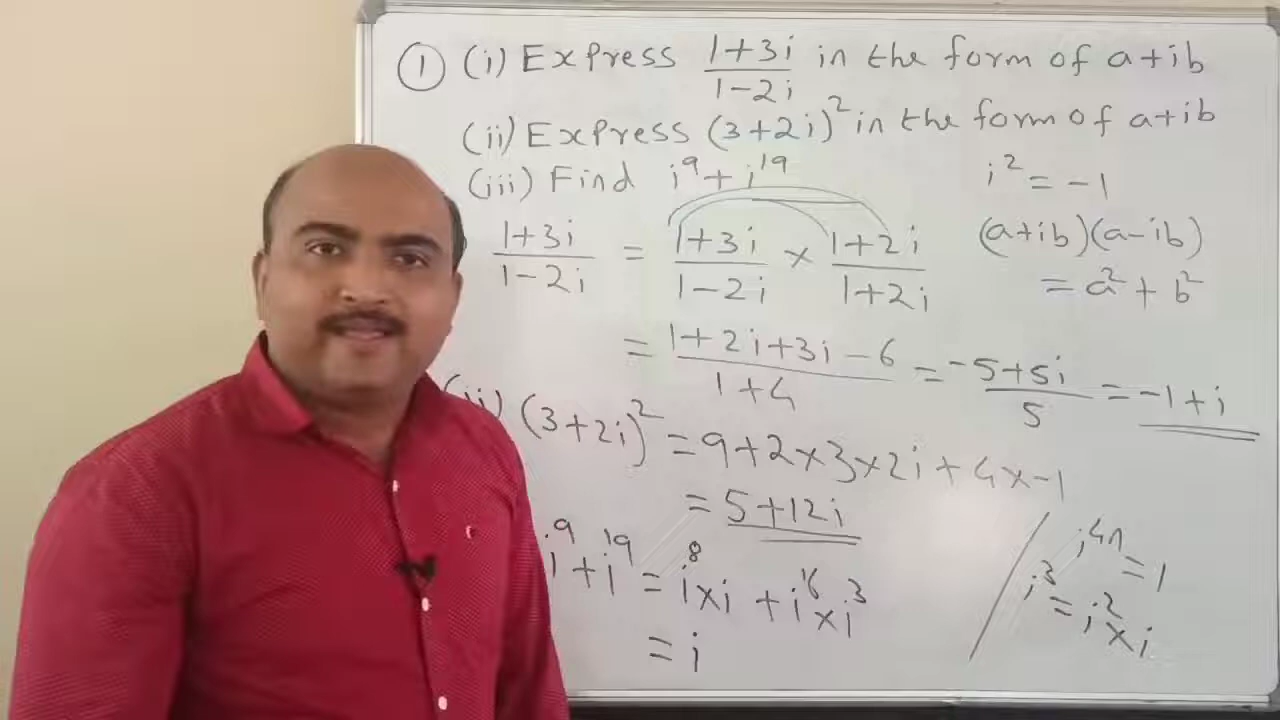 ① (i) Express 1+3i/1-2i in the form of a+ib
(ii) Express (3+2i)² in the form of a+ib
(iii) Find i⁹+i¹⁹
i² = -1
1+3i/1-2i = 1+3i/1-2i × 1+2i/1+2i
(a+ib)(a-ib)
= a²+b²
= 1+2i+3i-6/1+4 = -5+5i/5 = -1+i
(ii) (3+2i)² = 9+2×3×2i+4×-1
= 5+12i
i⁹+i¹⁹ = i⁸×i + i¹⁶×i³
= i
i⁴ⁿ = 1
i³ = i²×i